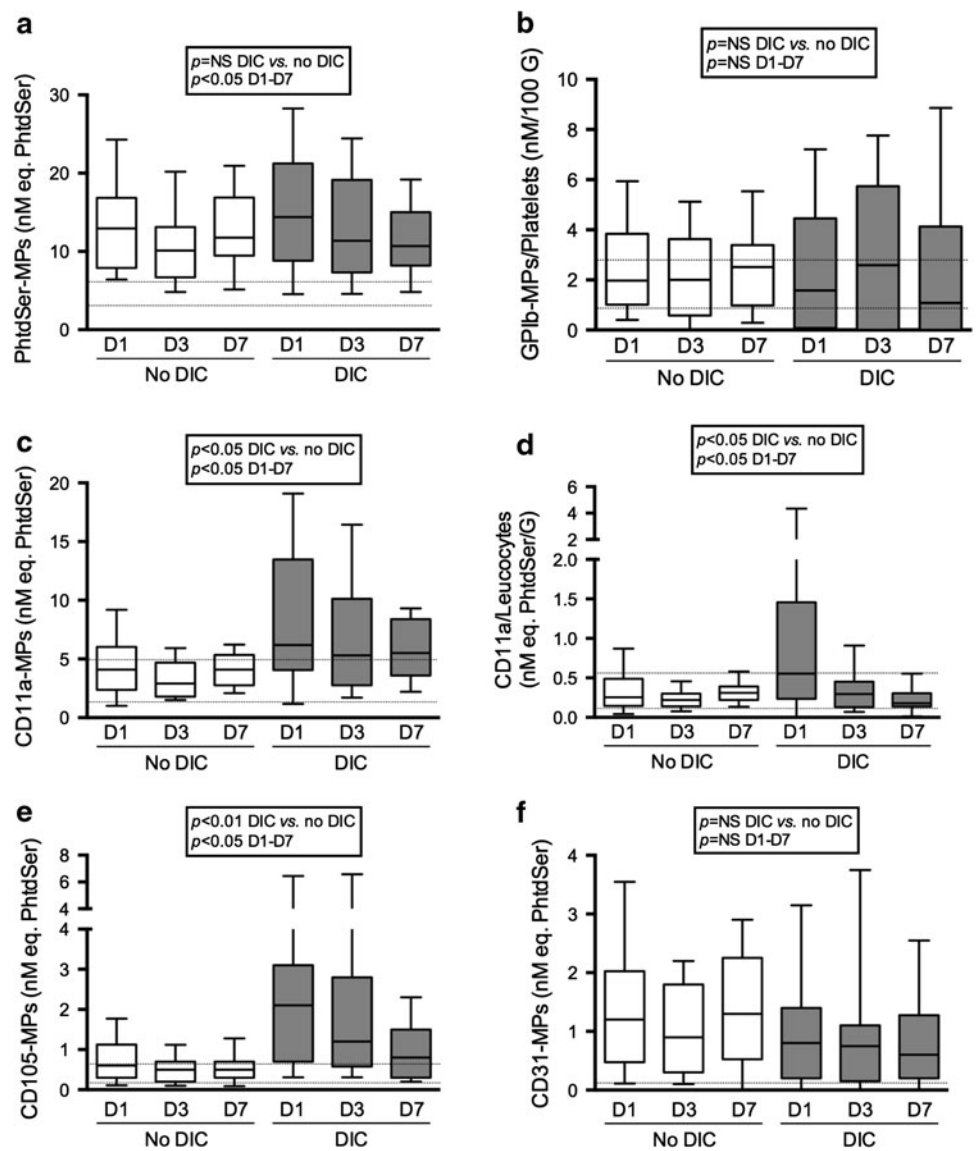 a
p=NS DIC vs. no DIC
p<0.05 D1-D7
PhtdSer-MPs (nM eq. PhtdSer)
30
20
10
0
D1 D3 D7 D1 D3 D7
No DIC DIC
b
p=NS DIC vs. no DIC
p=NS D1-D7
GPIb-MPs/Platelets (nM/100 G)
10
8
6
4
2
0
D1 D3 D7 D1 D3 D7
No DIC DIC
c
p<0.05 DIC vs. no DIC
p<0.05 D1-D7
CD11a-MPs (nM eq. PhtdSer)
20
15
10
5
0
D1 D3 D7 D1 D3 D7
No DIC DIC
d
p<0.05 DIC vs. no DIC
p<0.05 D1-D7
CD11a/Leucocytes
(nM eq. PhtdSer/G)
6
4
2
2.0
1.5
1.0
0.5
0.0
D1 D3 D7 D1 D3 D7
No DIC DIC
e
p<0.01 DIC vs. no DIC
p<0.05 D1-D7
CD105-MPs (nM eq. PhtdSer)
8
6
4
4
3
2
1
0
D1 D3 D7 D1 D3 D7
No DIC DIC
f
p=NS DIC vs. no DIC
p=NS D1-D7
CD31-MPs (nM eq. PhtdSer)
4
3
2
1
0
D1 D3 D7 D1 D3 D7
No DIC DIC